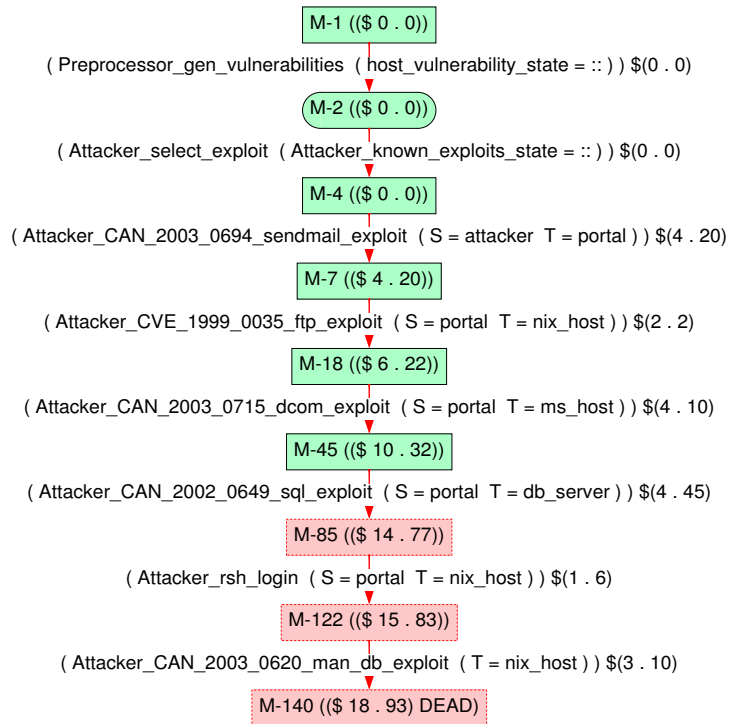 M-1 (($ 0 . 0))
( Preprocessor_gen_vulnerabilities ( host_vulnerability_state = :: ) ) $(0 . 0)
M-2 (($ 0 . 0))
( Attacker_select_exploit ( Attacker_known_exploits_state = :: ) ) $(0 . 0)
M-4 (($ 0 . 0))
( Attacker_CAN_2003_0694_sendmail_exploit ( S = attacker T = portal ) ) $(4 . 20)
M-7 (($ 4 . 20))
( Attacker_CVE_1999_0035_ftp_exploit ( S = portal T = nix_host ) ) $(2 . 2)
M-18 (($ 6 . 22))
( Attacker_CAN_2003_0715_dcom_exploit ( S = portal T = ms_host ) ) $(4 . 10)
M-45 (($ 10 . 32))
( Attacker_CAN_2002_0649_sql_exploit ( S = portal T = db_server ) ) $(4 . 45)
M-85 (($ 14 . 77))
( Attacker_rsh_login ( S = portal T = nix_host ) ) $(1 . 6)
M-122 (($ 15 . 83))
( Attacker_CAN_2003_0620_man_db_exploit ( T = nix_host ) ) $(3 . 10)
M-140 (($ 18 . 93) DEAD)